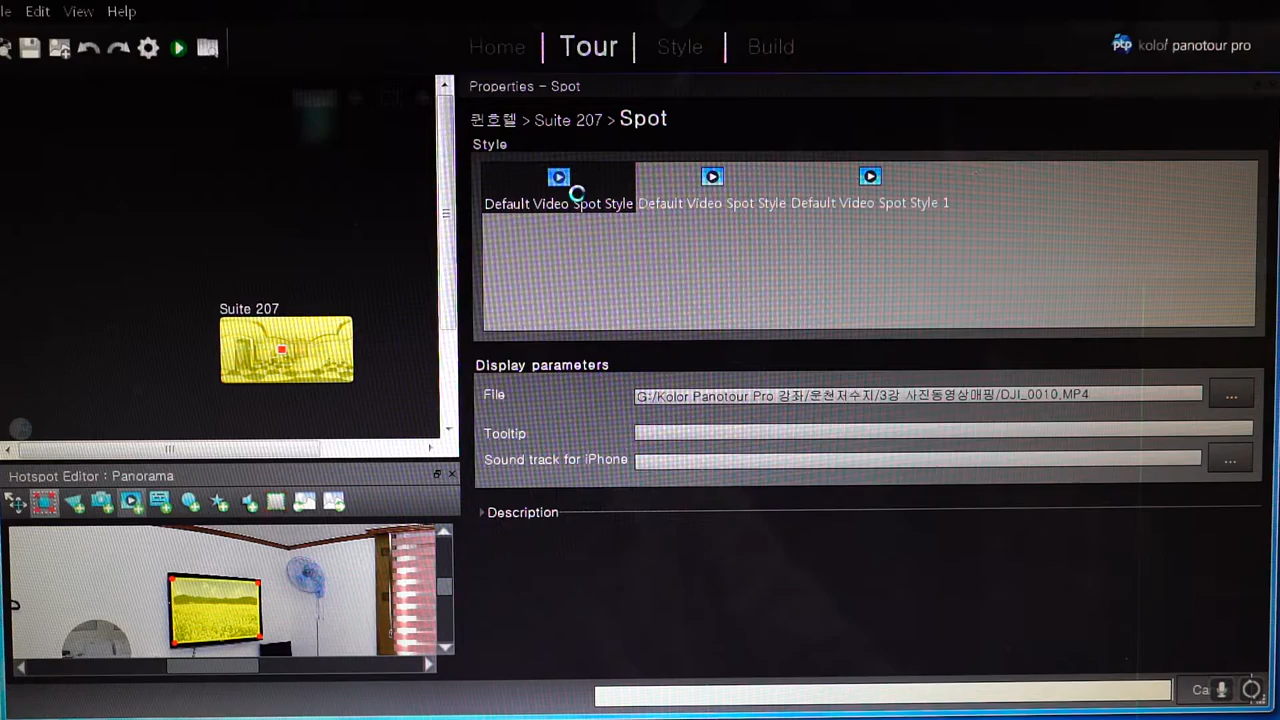 Edit View Help
Home Tour Style Build
ptp kolor panotour pro
Properties - Spot
퀸호텔 > Suite 207 > Spot
Style
Default Video Spot Style Default Video Spot Style Default Video Spot Style 1
Suite 207
Display parameters
File G:/Kolor Panotour Pro 강좌/운천저수지/3강 사진동영상매핑/DJI_0010.MP4 ...
Tooltip
Sound track for iPhone ...
Hotspot Editor : Panorama
Description